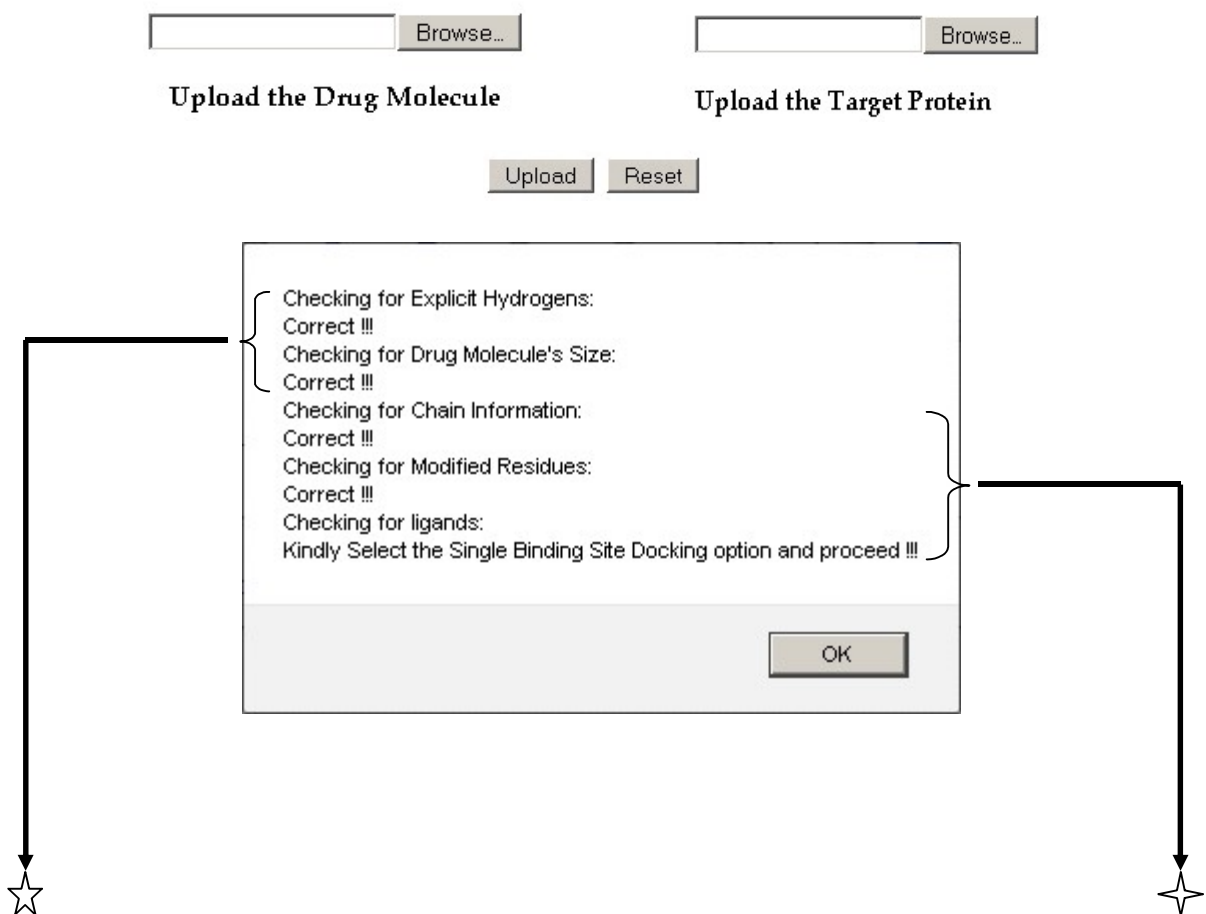 Browse... Browse...
Upload the Drug Molecule Upload the Target Protein
Upload Reset
Checking for Explicit Hydrogens:
Correct !!!
Checking for Drug Molecule's Size:
Correct !!!
Checking for Chain Information:
Correct !!!
Checking for Modified Residues:
Correct !!!
Checking for ligands:
Kindly Select the Single Binding Site Docking option and proceed !!!
OK